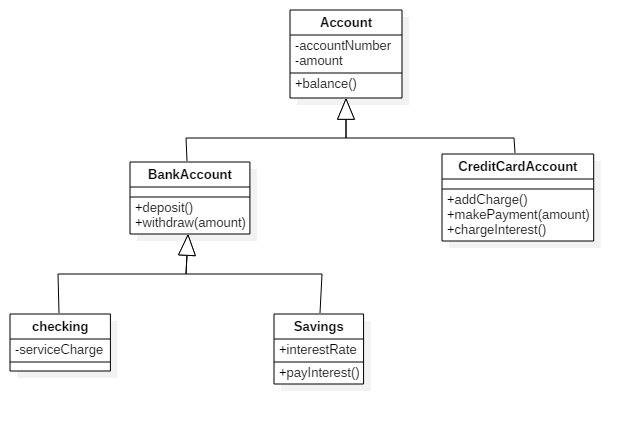 Account
-accountNumber
-amount
+balance()
BankAccount
+deposit()
+withdraw(amount)
CreditCardAccount
+addCharge()
+makePayment(amount)
+chargeInterest()
checking
-serviceCharge
Savings
+interestRate
+payInterest()